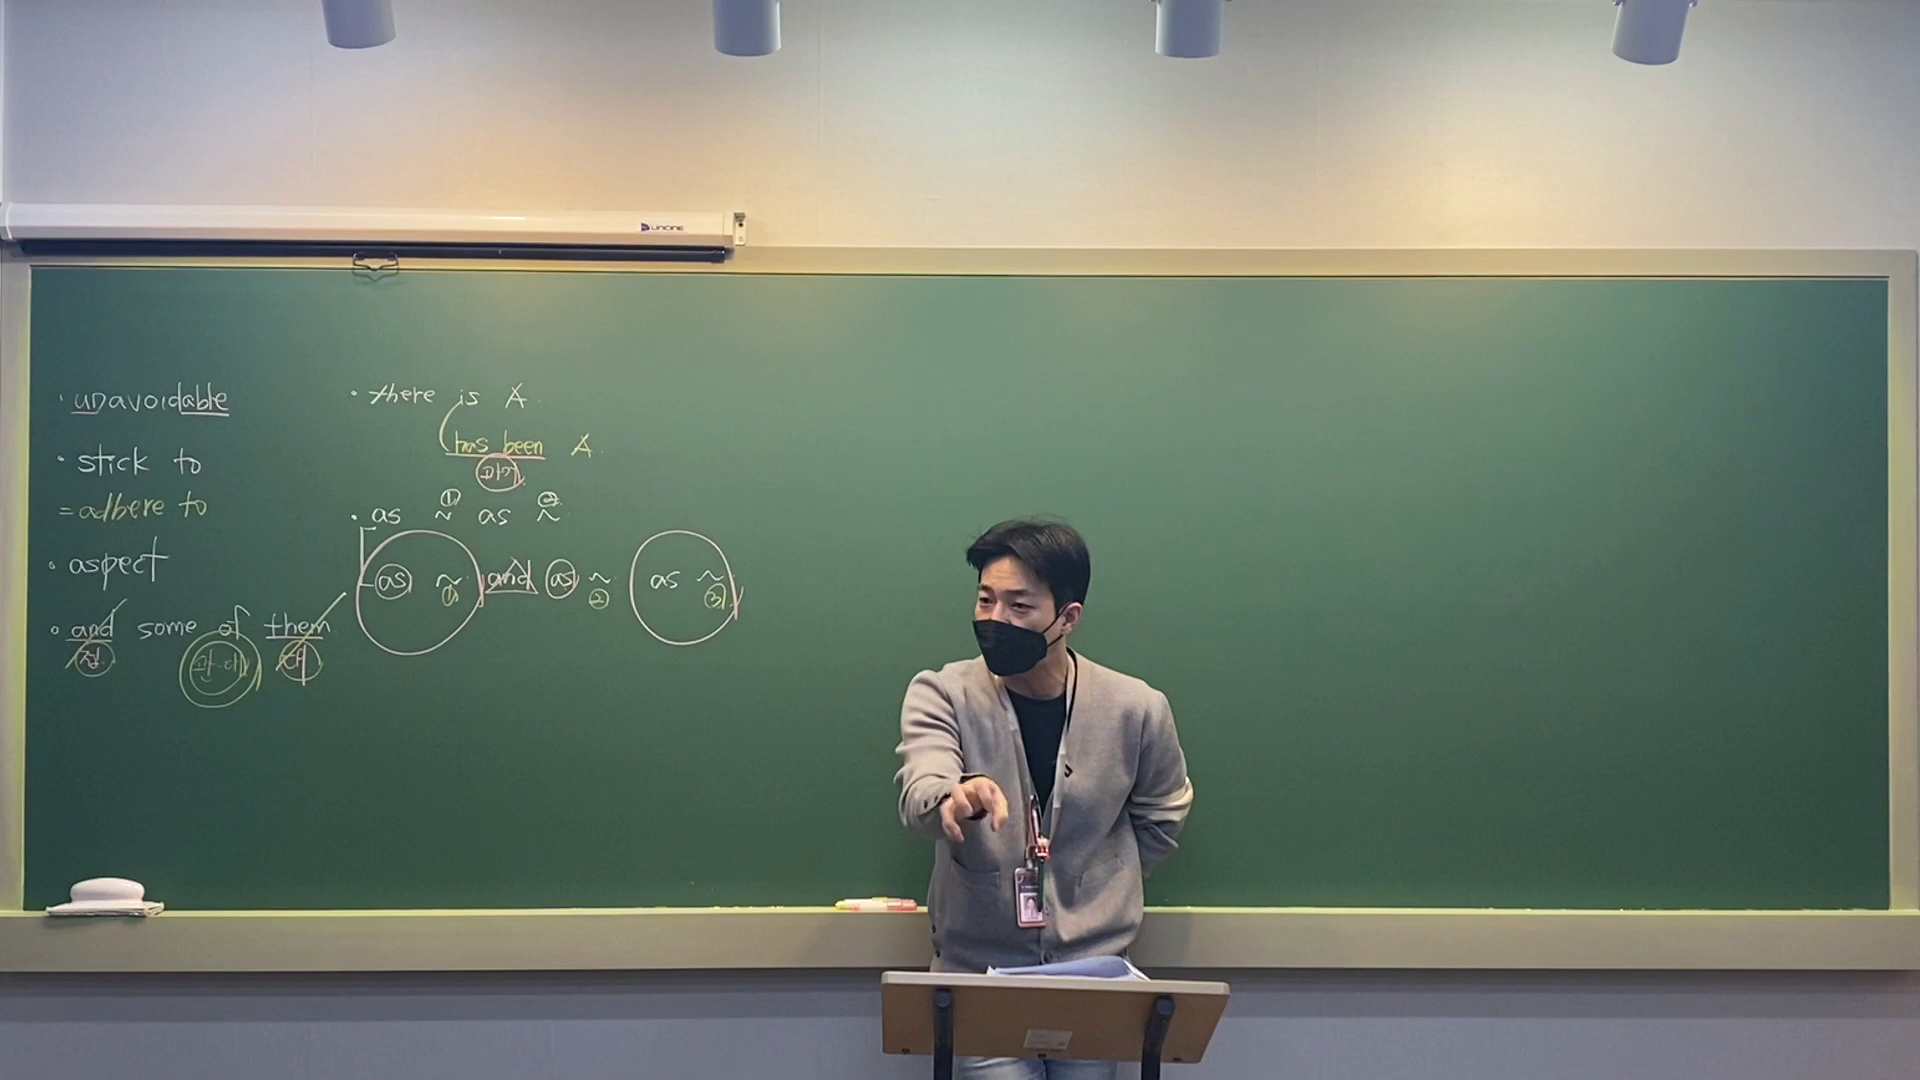 UNCINE
· unavoidable
· stick to
= adhere to
· aspect
· and some of them
접 관·대 대
· there is A
has been A
과거
· as ~ as ~
① ②
as ~ and as ~ as ~
① ② ③